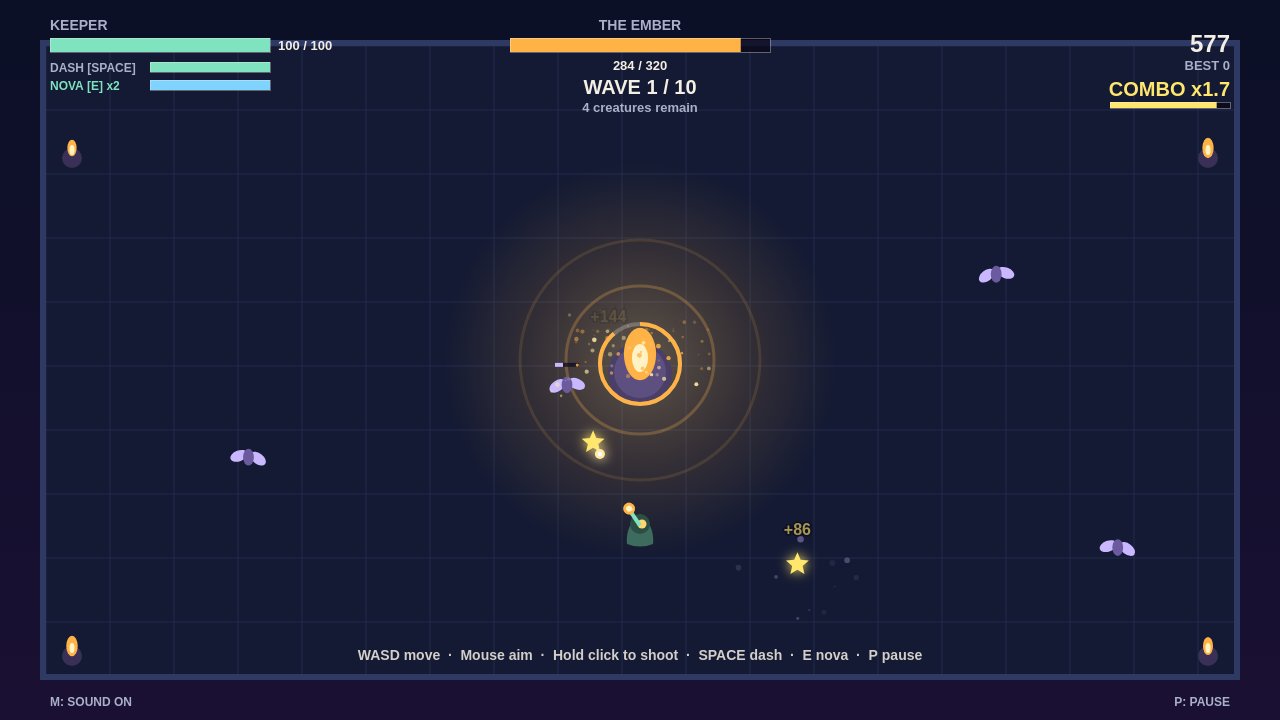 KEEPER
100 / 100
DASH [SPACE]
NOVA [E] x2
THE EMBER
284 / 320
WAVE 1 / 10
4 creatures remain
577
BEST 0
COMBO x1.7
+144
+86
WASD move · Mouse aim · Hold click to shoot · SPACE dash · E nova · P pause
M: SOUND ON
P: PAUSE